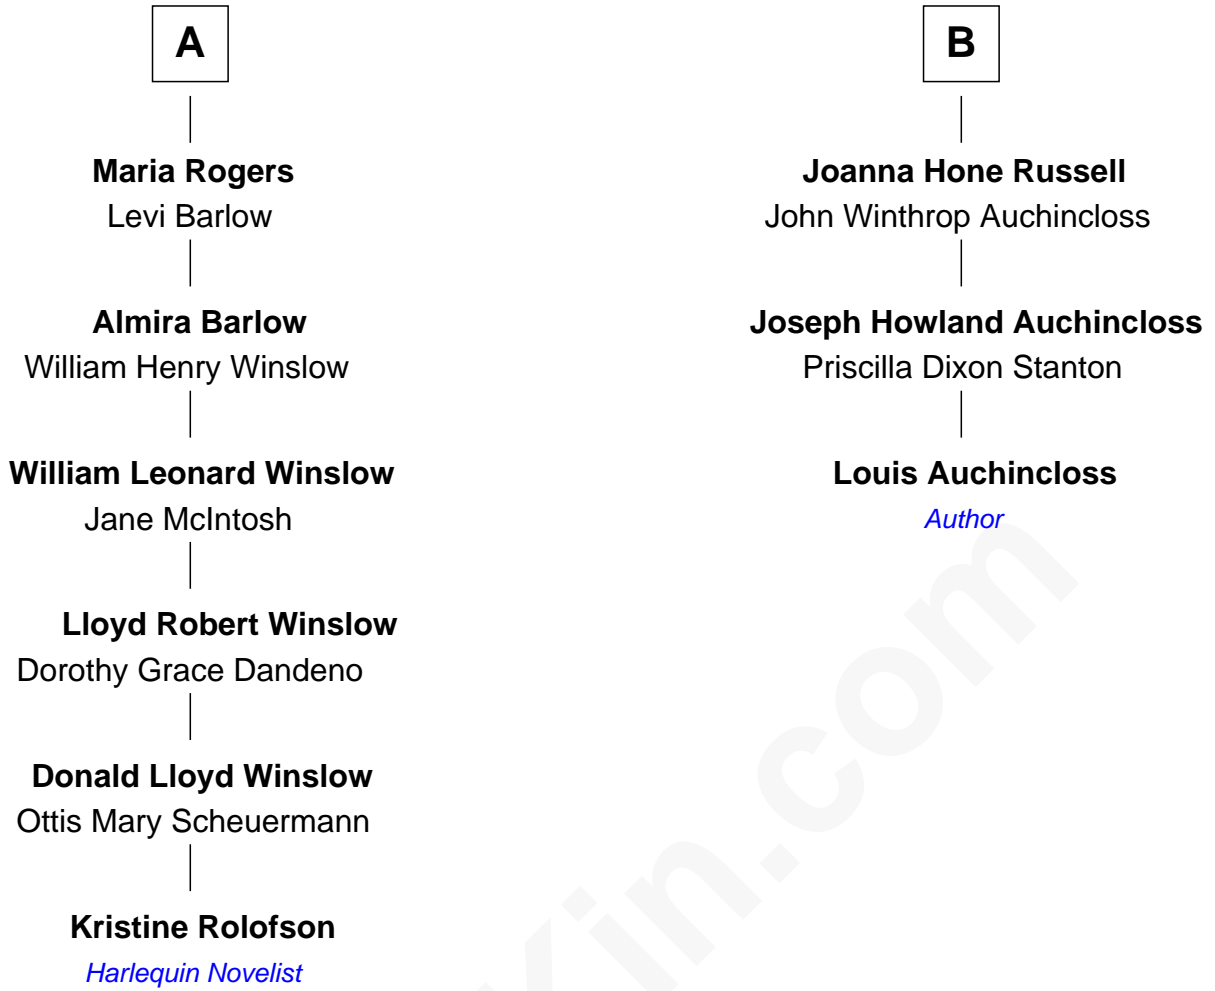 A
Maria Rogers
Levi Barlow
Almira Barlow
William Henry Winslow
William Leonard Winslow
Jane McIntosh
Lloyd Robert Winslow
Dorothy Grace Dandeno
Donald Lloyd Winslow
Ottis Mary Scheuermann
Kristine Rolofson
Harlequin Novelist
B
Joanna Hone Russell
John Winthrop Auchincloss
Joseph Howland Auchincloss
Priscilla Dixon Stanton
Louis Auchincloss
Author
Kin.com